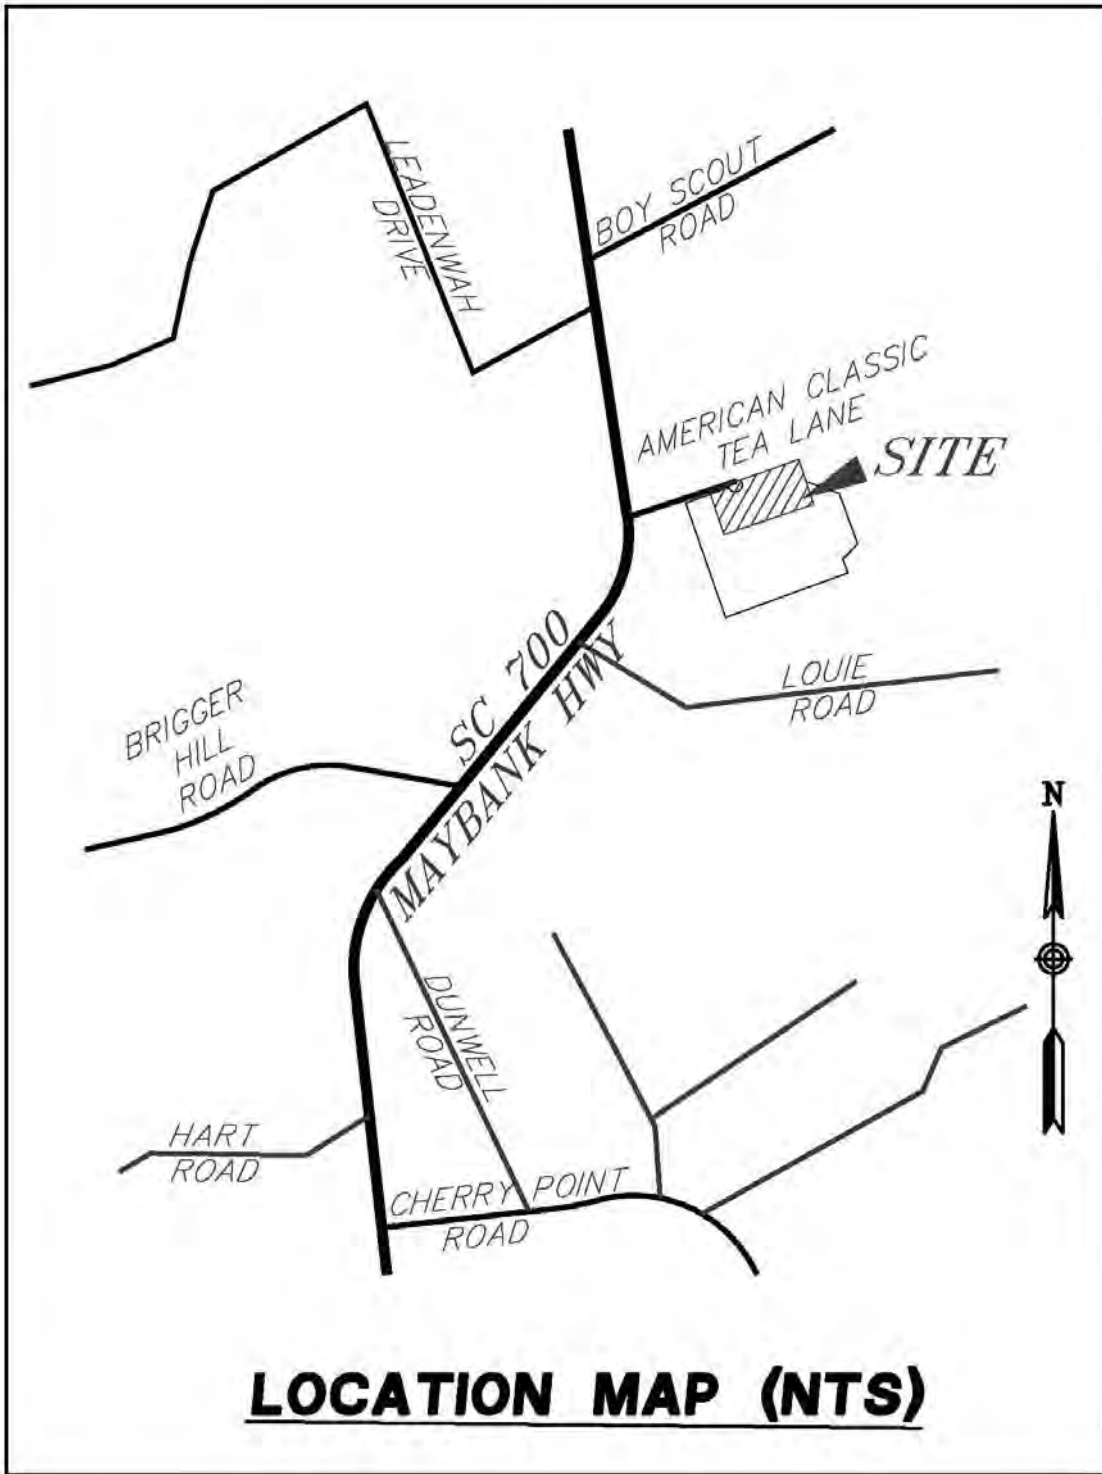 LEADENWAH
DRIVE
BOY SCOUT
ROAD
AMERICAN CLASSIC
TEA LANE
SITE
SC 700
MAYBANK HWY
LOUIE
ROAD
BRIGGER
HILL
ROAD
N
DUNWELL
ROAD
HART
ROAD
CHERRY POINT
ROAD
LOCATION MAP (NTS)